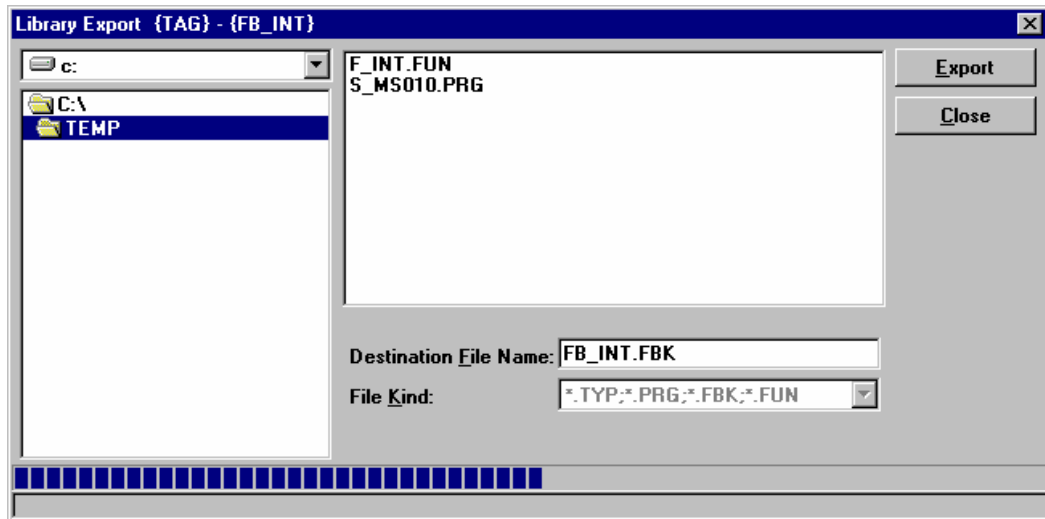 Library Export {TAG} - {FB_INT}
c:
C:\
TEMP
F_INT.FUN
S_MS010.PRG
Export
Close
Destination File Name: FB_INT.FBK
File Kind: *.TYP;*.PRG;*.FBK;*.FUN